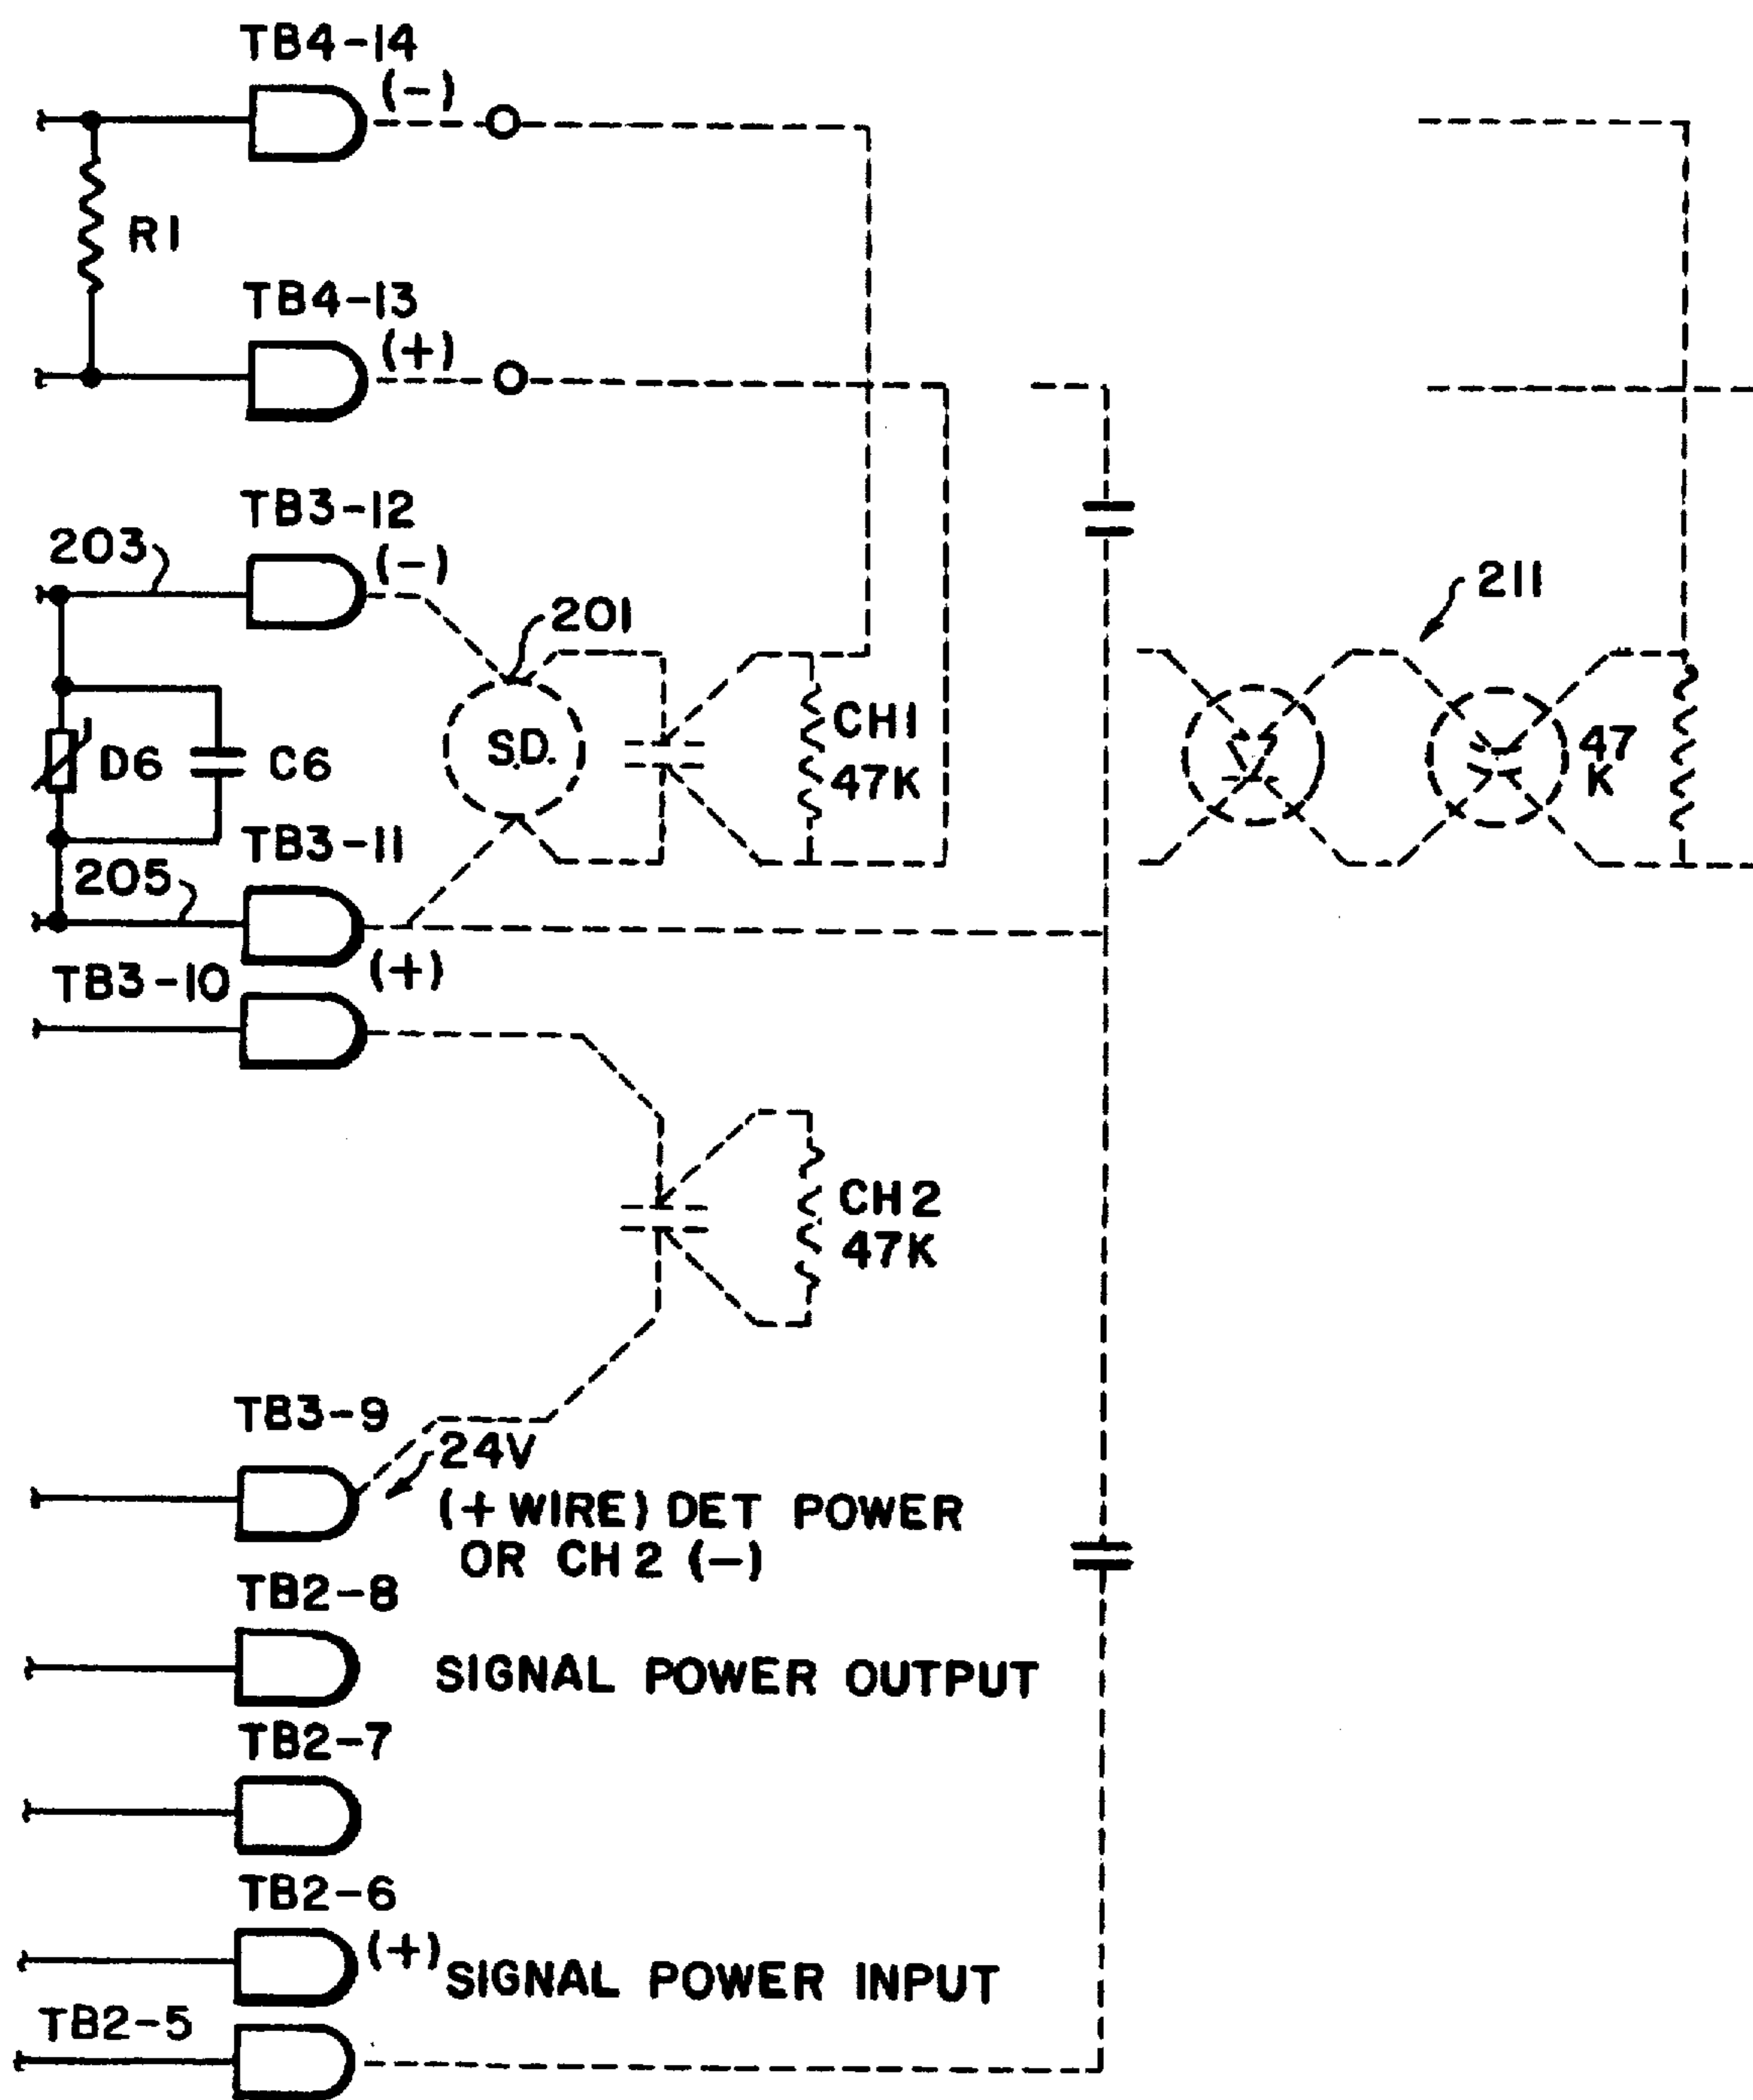 TB4-14
(-)
R1
TB4-13
(+)
TB3-12
(-)
203
201
211
S.D.
CH1
47K
47
K
D6
C6
TB3-11
205
(+)
TB3-10
CH2
47K
TB3-9
24V
(+ WIRE) DET POWER
OR CH2 (-)
TB2-8
SIGNAL POWER OUTPUT
TB2-7
TB2-6
(+)
SIGNAL POWER INPUT
TB2-5